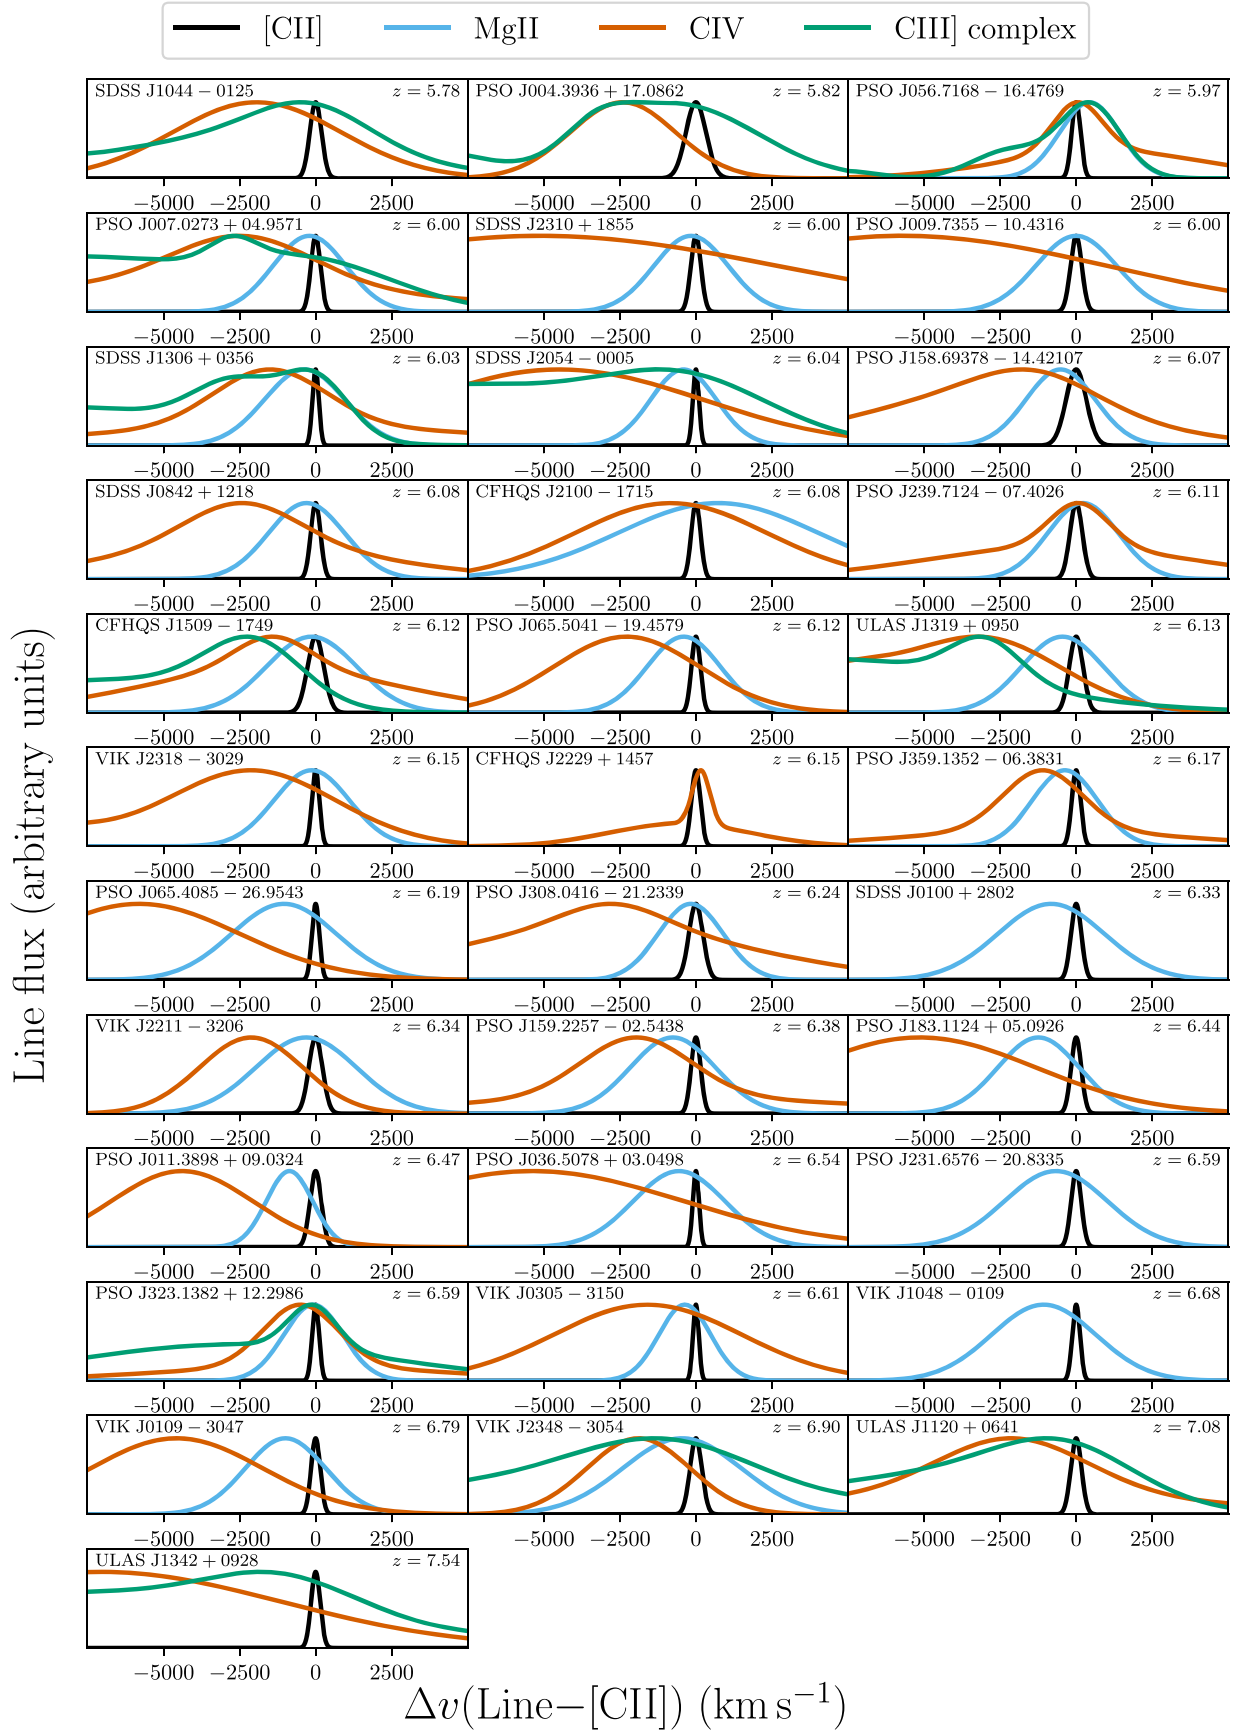 [CII] MgII CIV CIII] complex
SDSS J1044 − 0125 z = 5.78
PSO J004.3936 + 17.0862 z = 5.82
PSO J056.7168 − 16.4769 z = 5.97
−5000 −2500 0 2500
−5000 −2500 0 2500
−5000 −2500 0 2500
PSO J007.0273 + 04.9571 z = 6.00
SDSS J2310 + 1855 z = 6.00
PSO J009.7355 − 10.4316 z = 6.00
−5000 −2500 0 2500
−5000 −2500 0 2500
−5000 −2500 0 2500
SDSS J1306 + 0356 z = 6.03
SDSS J2054 − 0005 z = 6.04
PSO J158.69378 − 14.42107 z = 6.07
−5000 −2500 0 2500
−5000 −2500 0 2500
−5000 −2500 0 2500
SDSS J0842 + 1218 z = 6.08
CFHQS J2100 − 1715 z = 6.08
PSO J239.7124 − 07.4026 z = 6.11
−5000 −2500 0 2500
−5000 −2500 0 2500
−5000 −2500 0 2500
CFHQS J1509 − 1749 z = 6.12
PSO J065.5041 − 19.4579 z = 6.12
ULAS J1319 + 0950 z = 6.13
−5000 −2500 0 2500
−5000 −2500 0 2500
−5000 −2500 0 2500
VIK J2318 − 3029 z = 6.15
CFHQS J2229 + 1457 z = 6.15
PSO J359.1352 − 06.3831 z = 6.17
−5000 −2500 0 2500
−5000 −2500 0 2500
−5000 −2500 0 2500
PSO J065.4085 − 26.9543 z = 6.19
PSO J308.0416 − 21.2339 z = 6.24
SDSS J0100 + 2802 z = 6.33
−5000 −2500 0 2500
−5000 −2500 0 2500
−5000 −2500 0 2500
VIK J2211 − 3206 z = 6.34
PSO J159.2257 − 02.5438 z = 6.38
PSO J183.1124 + 05.0926 z = 6.44
−5000 −2500 0 2500
−5000 −2500 0 2500
−5000 −2500 0 2500
PSO J011.3898 + 09.0324 z = 6.47
PSO J036.5078 + 03.0498 z = 6.54
PSO J231.6576 − 20.8335 z = 6.59
−5000 −2500 0 2500
−5000 −2500 0 2500
−5000 −2500 0 2500
PSO J323.1382 + 12.2986 z = 6.59
VIK J0305 − 3150 z = 6.61
VIK J1048 − 0109 z = 6.68
−5000 −2500 0 2500
−5000 −2500 0 2500
−5000 −2500 0 2500
VIK J0109 − 3047 z = 6.79
VIK J2348 − 3054 z = 6.90
ULAS J1120 + 0641 z = 7.08
−5000 −2500 0 2500
−5000 −2500 0 2500
−5000 −2500 0 2500
ULAS J1342 + 0928 z = 7.54
−5000 −2500 0 2500
Line flux (arbitrary units)
Δv(Line−[CII]) (km s⁻¹)